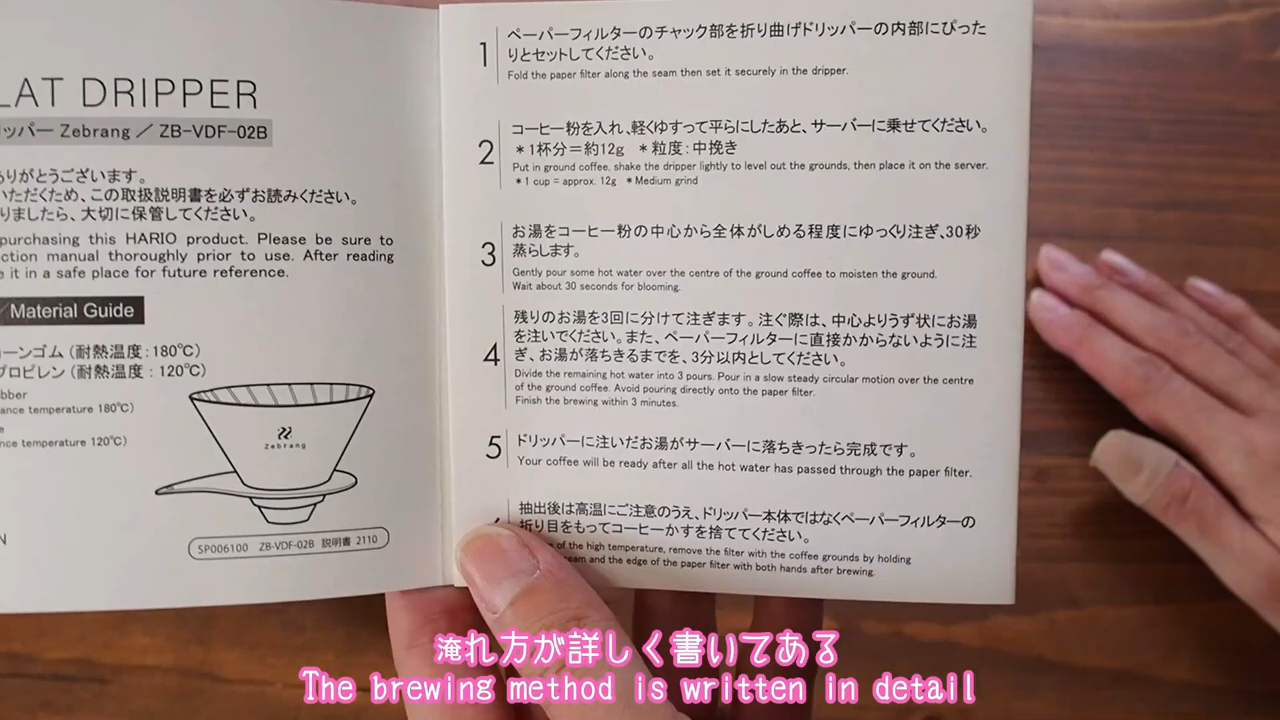 LAT DRIPPER
ッパー Zebrang / ZB-VDF-02B
ありがとうございます。
いただくため、この取扱説明書を必ずお読みください。
りましたら、大切に保管してください。
purchasing this HARIO product. Please be sure to
ction manual thoroughly prior to use. After reading
e it in a safe place for future reference.
/Material Guide
ーンゴム (耐熱温度:180℃)
プロピレン (耐熱温度:120℃)
bber
ance temperature 180℃)
e
nce temperature 120℃)
Zebrang
N
SP006100 ZB-VDF-02B 説明書 2110
1
ペーパーフィルターのチャック部を折り曲げドリッパーの内部にぴった
りとセットしてください。
Fold the paper filter along the seam then set it securely in the dripper.
2
コーヒー粉を入れ、軽くゆすって平らにしたあと、サーバーに乗せてください。
*1杯分=約12g *粒度:中挽き
Put in ground coffee, shake the dripper lightly to level out the grounds, then place it on the server.
*1 cup = approx. 12g *Medium grind
3
お湯をコーヒー粉の中心から全体がしめる程度にゆっくり注ぎ、30秒
蒸らします。
Gently pour some hot water over the centre of the ground coffee to moisten the ground.
Wait about 30 seconds for blooming.
4
残りのお湯を3回に分けて注ぎます。注ぐ際は、中心よりうず状にお湯
を注いでください。また、ペーパーフィルターに直接かからないように注
ぎ、お湯が落ちきるまでを、3分以内としてください。
Divide the remaining hot water into 3 pours. Pour in a slow steady circular motion over the centre
of the ground coffee. Avoid pouring directly onto the paper filter.
Finish the brewing within 3 minutes.
5
ドリッパーに注いだお湯がサーバーに落ちきったら完成です。
Your coffee will be ready after all the hot water has passed through the paper filter.
抽出後は高温にご注意のうえ、ドリッパー本体ではなくペーパーフィルターの
折り目をもってコーヒーかすを捨ててください。
of the high temperature, remove the filter with the coffee grounds by holding
eam and the edge of the paper filter with both hands after brewing.
淹れ方が詳しく書いてある
The brewing method is written in detail